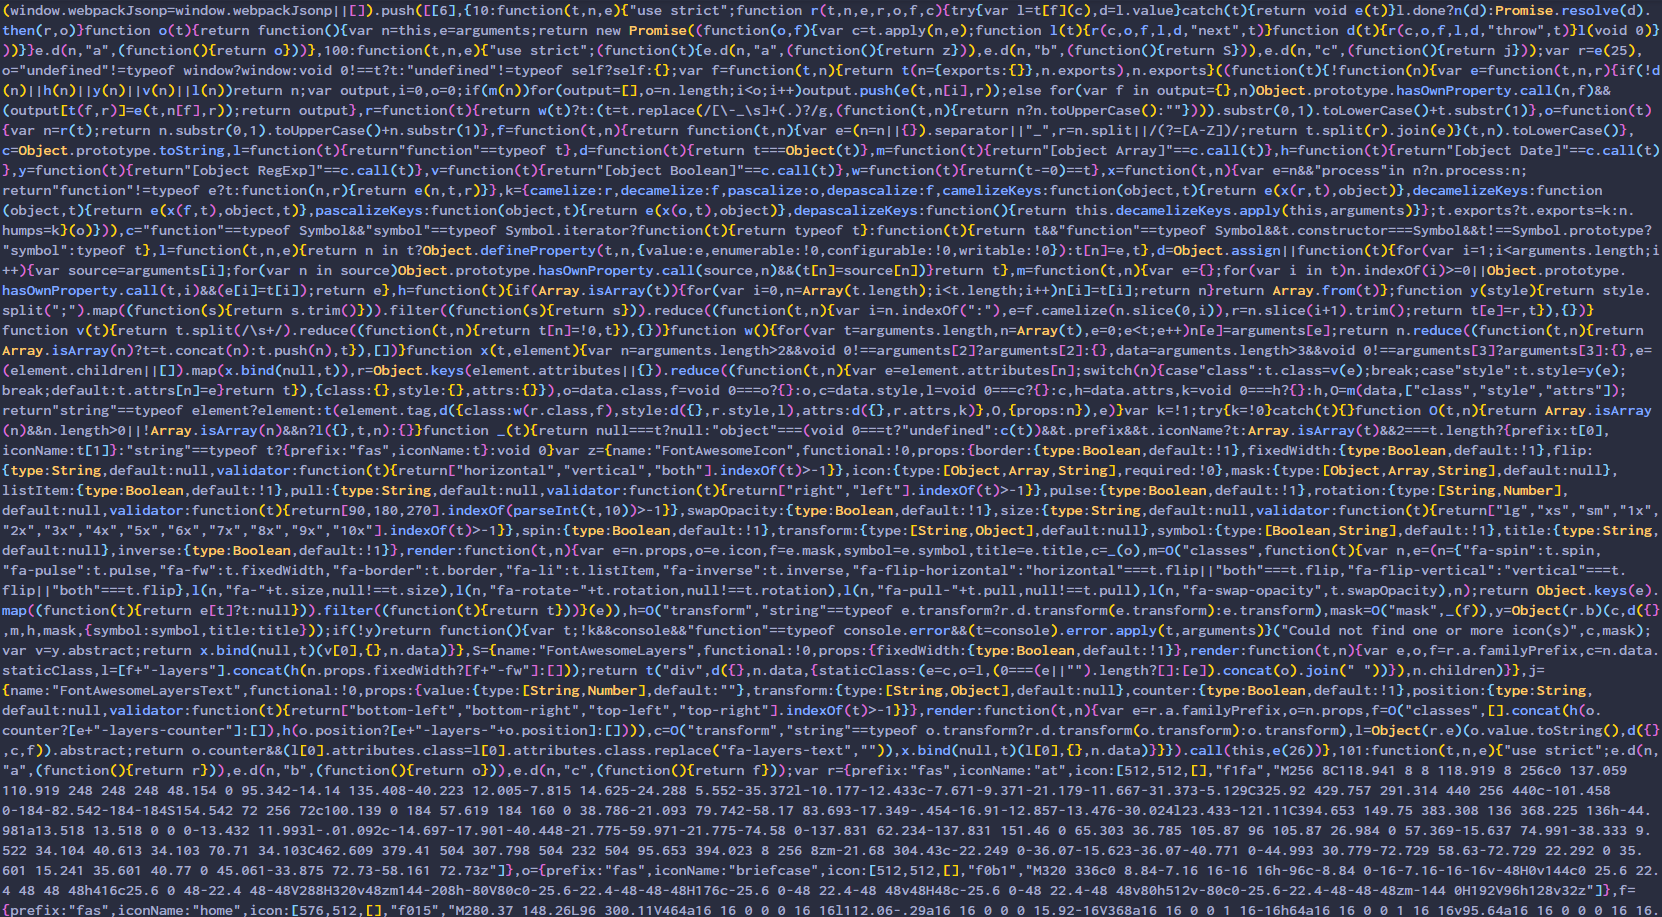 (window.webpackJsonp=window.webpackJsonp||[]).push([[6],{10:function(t,n,e){"use strict";function r(t,n,e,r,o,f,c){try{var l=t[f](c),d=l.value}catch(t){return void e(t)}l.done?n(d):Promise.resolve(d).
then(r,o)}function o(t){return function(){var n=this,e=arguments;return new Promise((function(o,f){var c=t.apply(n,e);function l(t){r(c,o,f,l,d,"next",t)}function d(t){r(c,o,f,l,d,"throw",t)}l(void 0)}
))}}e.d(n,"a",(function(){return o}))},100:function(t,n,e){"use strict";(function(t){e.d(n,"a",(function(){return z})),e.d(n,"b",(function(){return S})),e.d(n,"c",(function(){return j}));var r=e(25),
o="undefined"!=typeof window?window:void 0!==t?t:"undefined"!=typeof self?self:{};var f=function(t,n){return t(n={exports:{}},n.exports),n.exports}((function(t){!function(n){var e=function(t,n,r){if(!d
(n)||h(n)||y(n)||v(n)||l(n))return n;var output,i=0,o=0;if(m(n))for(output=[],o=n.length;i<o;i++)output.push(e(t,n[i],r));else for(var f in output={},n)Object.prototype.hasOwnProperty.call(n,f)&&
(output[t(f,r)]=e(t,n[f],r));return output},r=function(t){return w(t)?t:(t=t.replace(/[\-_\s]+(.)?/g,(function(t,n){return n?n.toUpperCase():""}))).substr(0,1).toLowerCase()+t.substr(1)},o=function(t)
{var n=r(t);return n.substr(0,1).toUpperCase()+n.substr(1)},f=function(t,n){return function(t,n){var e=(n=n||{}).separator||"_",r=n.split||/(?=[A-Z])/;return t.split(r).join(e)}(t,n).toLowerCase()},
c=Object.prototype.toString,l=function(t){return"function"==typeof t},d=function(t){return t===Object(t)},m=function(t){return"[object Array]"==c.call(t)},h=function(t){return"[object Date]"==c.call(t)
},y=function(t){return"[object RegExp]"==c.call(t)},v=function(t){return"[object Boolean]"==c.call(t)},w=function(t){return(t-=0)==t},x=function(t,n){var e=n&&"process"in n?n.process:n;
return"function"!=typeof e?t:function(n,r){return e(n,t,r)}},k={camelize:r,decamelize:f,pascalize:o,depascalize:f,camelizeKeys:function(object,t){return e(x(r,t),object)},decamelizeKeys:function
(object,t){return e(x(f,t),object,t)},pascalizeKeys:function(object,t){return e(x(o,t),object)},depascalizeKeys:function(){return this.decamelizeKeys.apply(this,arguments)}};t.exports?t.exports=k:n.
humps=k}(o)})),c="function"==typeof Symbol&&"symbol"==typeof Symbol.iterator?function(t){return typeof t}:function(t){return t&&"function"==typeof Symbol&&t.constructor===Symbol&&t!==Symbol.prototype?
"symbol":typeof t},l=function(t,n,e){return n in t?Object.defineProperty(t,n,{value:e,enumerable:!0,configurable:!0,writable:!0}):t[n]=e,t},d=Object.assign||function(t){for(var i=1;i<arguments.length;i
++){var source=arguments[i];for(var n in source)Object.prototype.hasOwnProperty.call(source,n)&&(t[n]=source[n])}return t},m=function(t,n){var e={};for(var i in t)n.indexOf(i)>=0||Object.prototype.
hasOwnProperty.call(t,i)&&(e[i]=t[i]);return e},h=function(t){if(Array.isArray(t)){for(var i=0,n=Array(t.length);i<t.length;i++)n[i]=t[i];return n}return Array.from(t)};function y(style){return style.
split(";").map((function(s){return s.trim()})).filter((function(s){return s})).reduce((function(t,n){var i=n.indexOf(":"),e=f.camelize(n.slice(0,i)),r=n.slice(i+1).trim();return t[e]=r,t}),{})}
function v(t){return t.split(/\s+/).reduce((function(t,n){return t[n]=!0,t}),{})}function w(){for(var t=arguments.length,n=Array(t),e=0;e<t;e++)n[e]=arguments[e];return n.reduce((function(t,n){return 
Array.isArray(n)?t=t.concat(n):t.push(n),t}),[])}function x(t,element){var n=arguments.length>2&&void 0!==arguments[2]?arguments[2]:{},data=arguments.length>3&&void 0!==arguments[3]?arguments[3]:{},e=
(element.children||[]).map(x.bind(null,t)),r=Object.keys(element.attributes||{}).reduce((function(t,n){var e=element.attributes[n];switch(n){case"class":t.class=v(e);break;case"style":t.style=y(e);
break;default:t.attrs[n]=e}return t}),{class:{},style:{},attrs:{}}),o=data.class,f=void 0===o?{}:o,c=data.style,l=void 0===c?{}:c,h=data.attrs,k=void 0===h?{}:h,O=m(data,["class","style","attrs"]);
return"string"==typeof element?element:t(element.tag,d({class:w(r.class,f),style:d({},r.style,l),attrs:d({},r.attrs,k)},O,{props:n}),e)}var k=!1;try{k=!0}catch(t){}function O(t,n){return Array.isArray
(n)&&n.length>0||!Array.isArray(n)&&n?l({},t,n):{}}function _(t){return null===t?null:"object"===(void 0===t?"undefined":c(t))&&t.prefix&&t.iconName?t:Array.isArray(t)&&2===t.length?{prefix:t[0],
iconName:t[1]}:"string"==typeof t?{prefix:"fas",iconName:t}:void 0}var z={name:"FontAwesomeIcon",functional:!0,props:{border:{type:Boolean,default:!1},fixedWidth:{type:Boolean,default:!1},flip:
{type:String,default:null,validator:function(t){return["horizontal","vertical","both"].indexOf(t)>-1}},icon:{type:[Object,Array,String],required:!0},mask:{type:[Object,Array,String],default:null},
listItem:{type:Boolean,default:!1},pull:{type:String,default:null,validator:function(t){return["right","left"].indexOf(t)>-1}},pulse:{type:Boolean,default:!1},rotation:{type:[String,Number],
default:null,validator:function(t){return[90,180,270].indexOf(parseInt(t,10))>-1}},swapOpacity:{type:Boolean,default:!1},size:{type:String,default:null,validator:function(t){return["lg","xs","sm","1x",
"2x","3x","4x","5x","6x","7x","8x","9x","10x"].indexOf(t)>-1}},spin:{type:Boolean,default:!1},transform:{type:[String,Object],default:null},symbol:{type:[Boolean,String],default:!1},title:{type:String,
default:null},inverse:{type:Boolean,default:!1}},render:function(t,n){var e=n.props,o=e.icon,f=e.mask,symbol=e.symbol,title=e.title,c=_(o),m=O("classes",function(t){var n,e=(n={"fa-spin":t.spin,
"fa-pulse":t.pulse,"fa-fw":t.fixedWidth,"fa-border":t.border,"fa-li":t.listItem,"fa-inverse":t.inverse,"fa-flip-horizontal":"horizontal"===t.flip||"both"===t.flip,"fa-flip-vertical":"vertical"===t.
flip||"both"===t.flip},l(n,"fa-"+t.size,null!==t.size),l(n,"fa-rotate-"+t.rotation,null!==t.rotation),l(n,"fa-pull-"+t.pull,null!==t.pull),l(n,"fa-swap-opacity",t.swapOpacity),n);return Object.keys(e).
map((function(t){return e[t]?t:null})).filter((function(t){return t}))}(e)),h=O("transform","string"==typeof e.transform?r.d.transform(e.transform):e.transform),mask=O("mask",_(f)),y=Object(r.b)(c,d({}
,m,h,mask,{symbol:symbol,title:title}));if(!y)return function(){var t;!k&&console&&"function"==typeof console.error&&(t=console).error.apply(t,arguments)}("Could not find one or more icon(s)",c,mask);
var v=y.abstract;return x.bind(null,t)(v[0],{},n.data)}},S={name:"FontAwesomeLayers",functional:!0,props:{fixedWidth:{type:Boolean,default:!1}},render:function(t,n){var e,o,f=r.a.familyPrefix,c=n.data.
staticClass,l=[f+"-layers"].concat(h(n.props.fixedWidth?[f+"-fw"]:[]));return t("div",d({},n.data,{staticClass:(e=c,o=l,(0===(e||"").length?[]:[e]).concat(o).join(" "))}),n.children)}},j=
{name:"FontAwesomeLayersText",functional:!0,props:{value:{type:[String,Number],default:""},transform:{type:[String,Object],default:null},counter:{type:Boolean,default:!1},position:{type:String,
default:null,validator:function(t){return["bottom-left","bottom-right","top-left","top-right"].indexOf(t)>-1}}},render:function(t,n){var e=r.a.familyPrefix,o=n.props,f=O("classes",[].concat(h(o.
counter?[e+"-layers-counter"]:[]),h(o.position?[e+"-layers-"+o.position]:[]))),c=O("transform","string"==typeof o.transform?r.d.transform(o.transform):o.transform),l=Object(r.e)(o.value.toString(),d({}
,c,f)).abstract;return o.counter&&(l[0].attributes.class=l[0].attributes.class.replace("fa-layers-text","")),x.bind(null,t)(l[0],{},n.data)}}}).call(this,e(26))},101:function(t,n,e){"use strict";e.d(n,
"a",(function(){return r})),e.d(n,"b",(function(){return o})),e.d(n,"c",(function(){return f}));var r={prefix:"fas",iconName:"at",icon:[512,512,[],"f1fa","M256 8C118.941 8 8 118.919 8 256c0 137.059 
110.919 248 248 248 48.154 0 95.342-14.14 135.408-40.223 12.005-7.815 14.625-24.288 5.552-35.372l-10.177-12.433c-7.671-9.371-21.179-11.667-31.373-5.129C325.92 429.757 291.314 440 256 440c-101.458 
0-184-82.542-184-184S154.542 72 256 72c100.139 0 184 57.619 184 160 0 38.786-21.093 79.742-58.17 83.693-17.349-.454-16.91-12.857-13.476-30.024l23.433-121.11C394.653 149.75 383.308 136 368.225 136h-44.
981a13.518 13.518 0 0 0-13.432 11.993l-.01.092c-14.697-17.901-40.448-21.775-59.971-21.775-74.58 0-137.831 62.234-137.831 151.46 0 65.303 36.785 105.87 96 105.87 26.984 0 57.369-15.637 74.991-38.333 9.
522 34.104 40.613 34.103 70.71 34.103C462.609 379.41 504 307.798 504 232 504 95.653 394.023 8 256 8zm-21.68 304.43c-22.249 0-36.07-15.623-36.07-40.771 0-44.993 30.779-72.729 58.63-72.729 22.292 0 35.
601 15.241 35.601 40.77 0 45.061-33.875 72.73-58.161 72.73z"]},o={prefix:"fas",iconName:"briefcase",icon:[512,512,[],"f0b1","M320 336c0 8.84-7.16 16-16 16h-96c-8.84 0-16-7.16-16-16v-48H0v144c0 25.6 22.
4 48 48 48h416c25.6 0 48-22.4 48-48V288H320v48zm144-208h-80V80c0-25.6-22.4-48-48-48H176c-25.6 0-48 22.4-48 48v48H48c-25.6 0-48 22.4-48 48v80h512v-80c0-25.6-22.4-48-48-48zm-144 0H192V96h128v32z"]},f=
{prefix:"fas",iconName:"home",icon:[576,512,[],"f015","M280.37 148.26L96 300.11V464a16 16 0 0 0 16 16l112.06-.29a16 16 0 0 0 15.92-16V368a16 16 0 0 1 16-16h64a16 16 0 0 1 16 16v95.64a16 16 0 0 0 16 16.